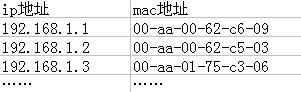 ip地址 mac地址
192.168.1.1 00-aa-00-62-c6-09
192.168.1.2 00-aa-00-62-c5-03
192.168.1.3 00-aa-01-75-c3-06
…… ……